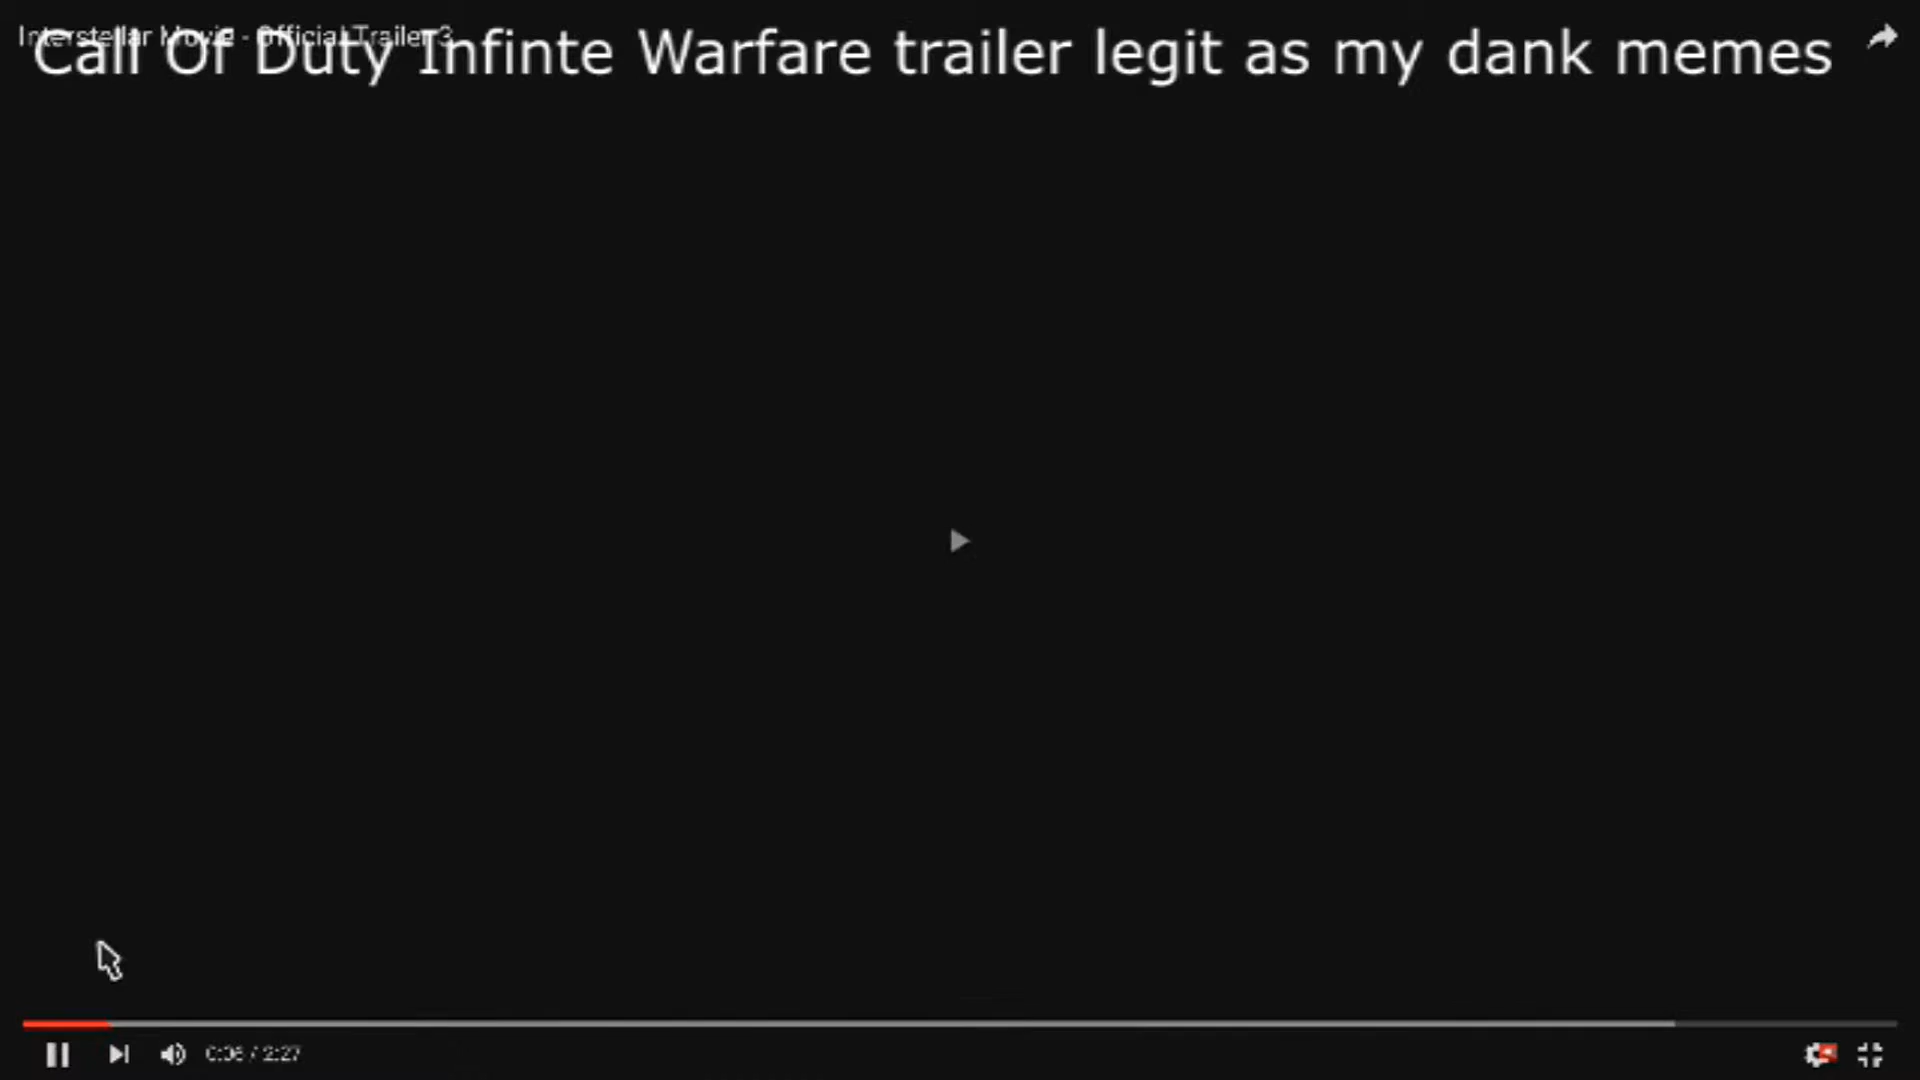 Interstellar Movie - Official Trailer 3
Call Of Duty Infinte Warfare trailer legit as my dank memes
0:06 / 2:27